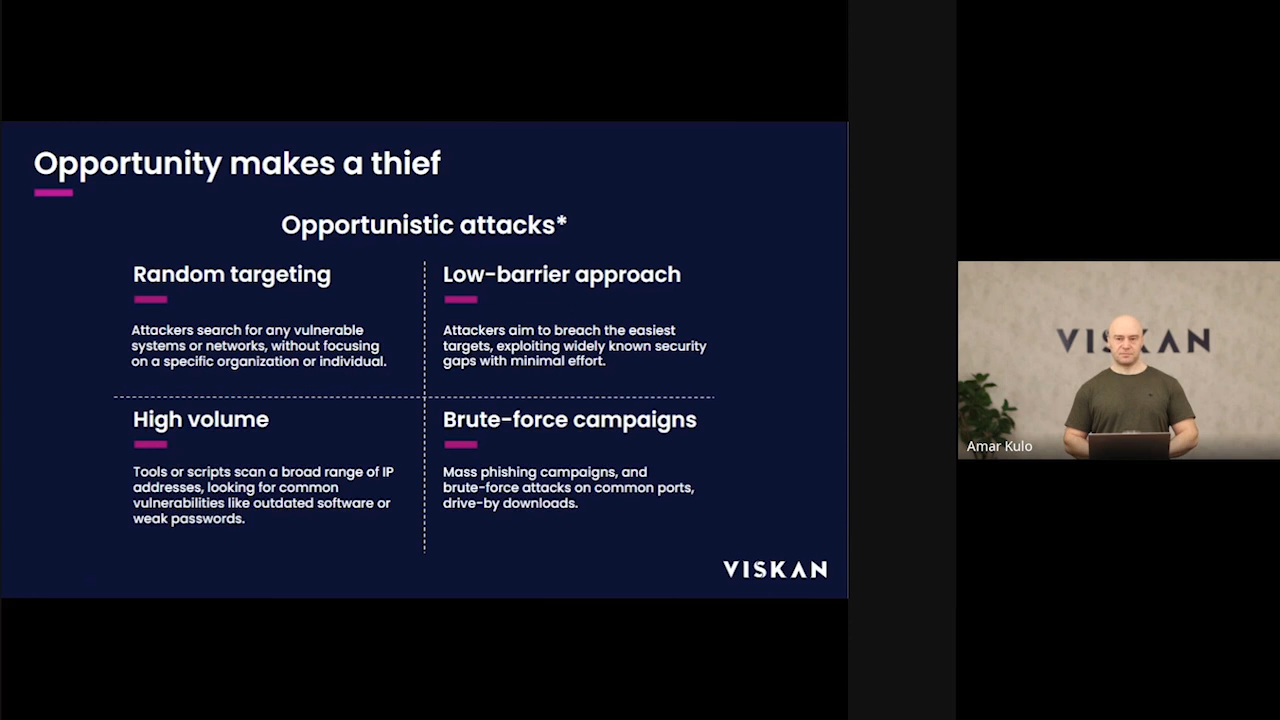 Opportunity makes a thief
Opportunistic attacks*
Random targeting
Attackers search for any vulnerable
systems or networks, without focusing
on a specific organization or individual.
Low-barrier approach
Attackers aim to breach the easiest
targets, exploiting widely known security
gaps with minimal effort.
High volume
Tools or scripts scan a broad range of IP
addresses, looking for common
vulnerabilities like outdated software or
weak passwords.
Brute-force campaigns
Mass phishing campaigns, and
brute-force attacks on common ports,
drive-by downloads.
VISKAN
VISKAN
Amar Kulo